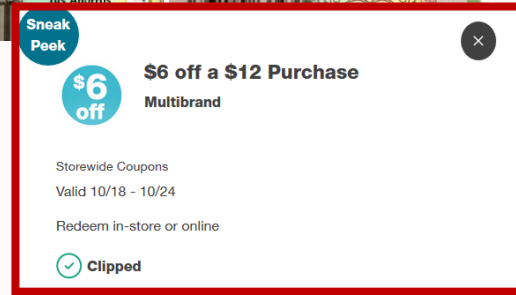 Sneak
Peek
$6
off
$6 off a $12 Purchase
Multibrand
Storewide Coupons
Valid 10/18 - 10/24
Redeem in-store or online
Clipped